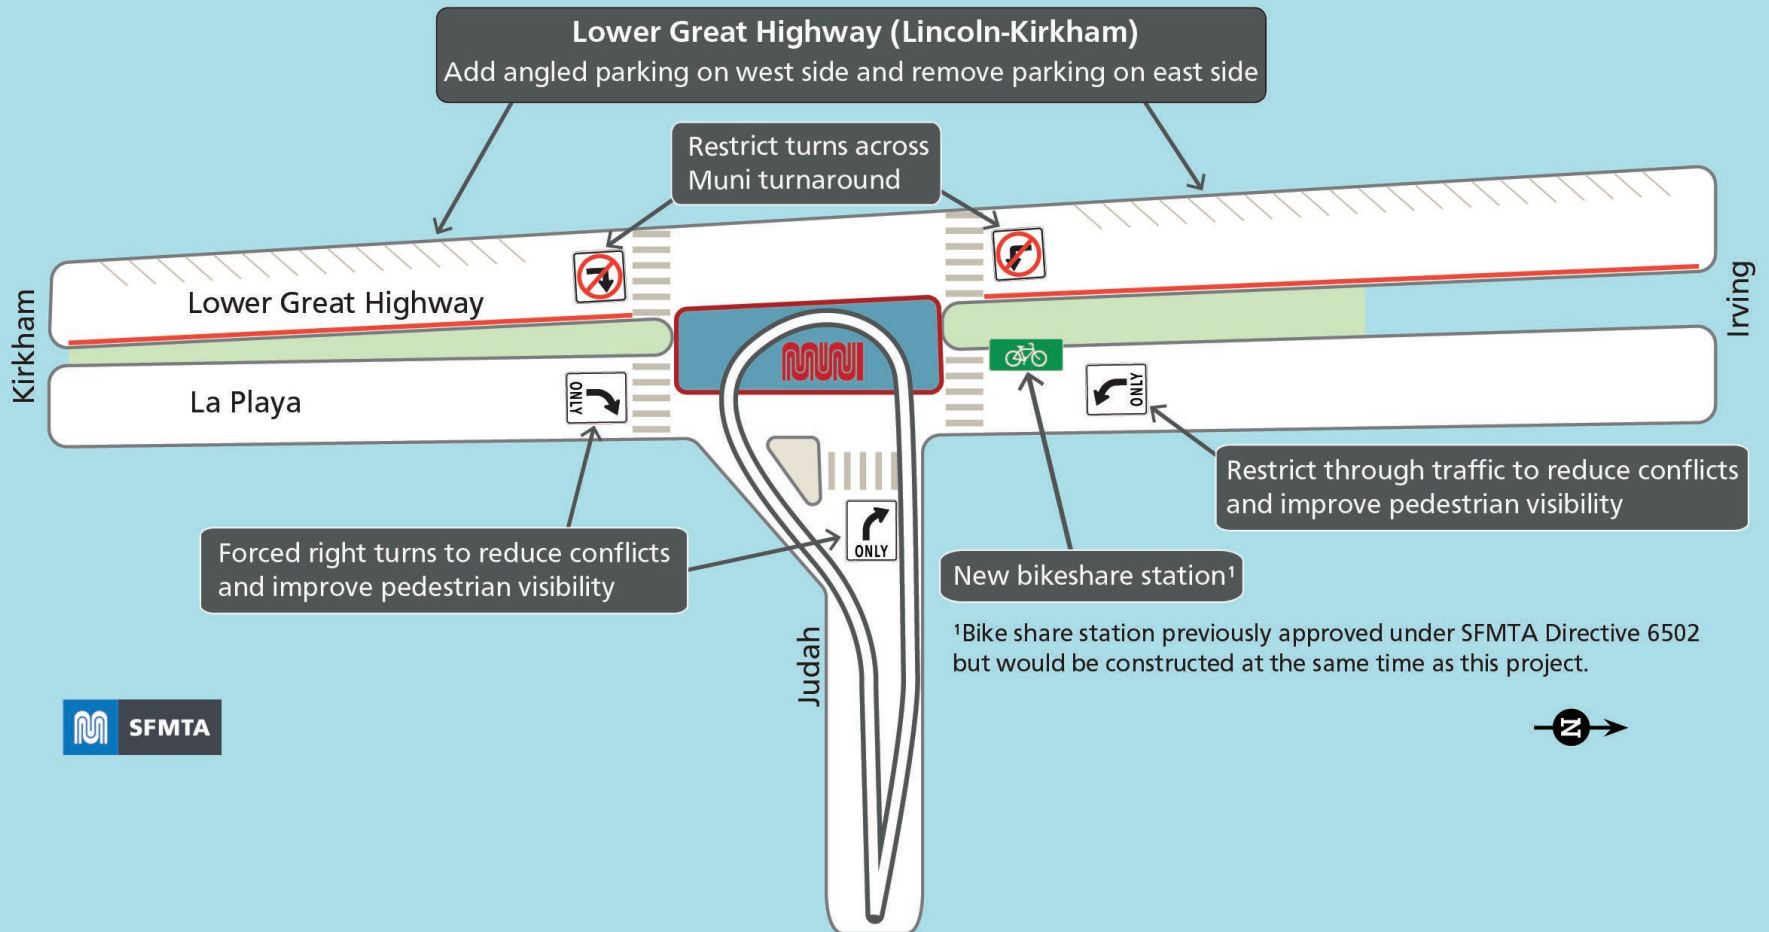 Lower Great Highway (Lincoln-Kirkham)
Add angled parking on west side and remove parking on east side
Restrict turns across
Muni turnaround
Kirkham
Lower Great Highway
Irving
MUNI
La Playa
ONLY
ONLY
Restrict through traffic to reduce conflicts
and improve pedestrian visibility
Forced right turns to reduce conflicts
and improve pedestrian visibility
ONLY
New bikeshare station¹
¹Bike share station previously approved under SFMTA Directive 6502
but would be constructed at the same time as this project.
Judah
SFMTA
N